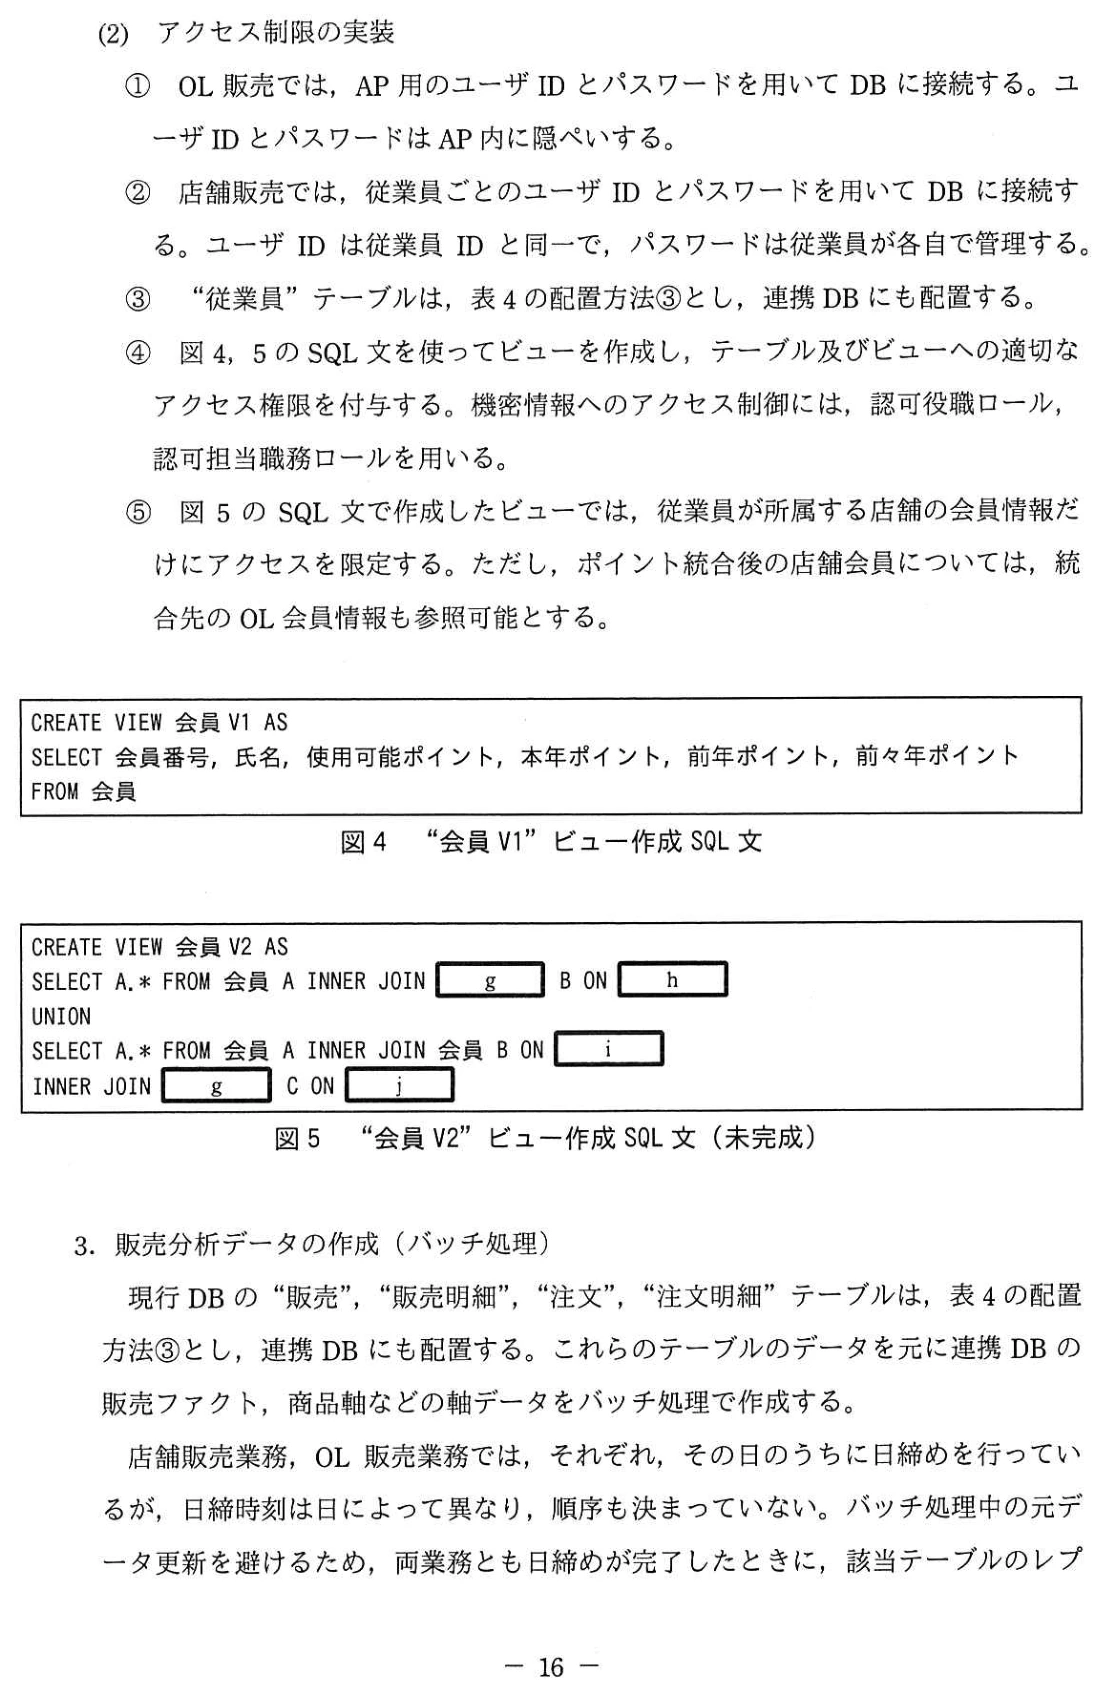 (2) アクセス制限の実装
① OL 販売では，AP 用のユーザ ID とパスワードを用いて DB に接続する。ユ
ーザ ID とパスワードは AP 内に隠ぺいする。
② 店舗販売では，従業員ごとのユーザ ID とパスワードを用いて DB に接続す
る。ユーザ ID は従業員 ID と同一で，パスワードは従業員が各自で管理する。
③ “従業員”テーブルは，表 4 の配置方法③とし，連携 DB にも配置する。
④ 図 4，5 の SQL 文を使ってビューを作成し，テーブル及びビューへの適切な
アクセス権限を付与する。機密情報へのアクセス制御には，認可役職ロール，
認可担当職務ロールを用いる。
⑤ 図 5 の SQL 文で作成したビューでは，従業員が所属する店舗の会員情報だ
けにアクセスを限定する。ただし，ポイント統合後の店舗会員については，統
合先の OL 会員情報も参照可能とする。
CREATE VIEW 会員 V1 AS
SELECT 会員番号，氏名，使用可能ポイント，本年ポイント，前年ポイント，前々年ポイント
FROM 会員
図 4 “会員 V1”ビュー作成 SQL 文
CREATE VIEW 会員 V2 AS
SELECT A.* FROM 会員 A INNER JOIN g B ON h
UNION
SELECT A.* FROM 会員 A INNER JOIN 会員 B ON i
INNER JOIN g C ON j
図 5 “会員 V2”ビュー作成 SQL 文（未完成）
3．販売分析データの作成（バッチ処理）
現行 DB の“販売”，“販売明細”，“注文”，“注文明細”テーブルは，表 4 の配置
方法③とし，連携 DB にも配置する。これらのテーブルのデータを元に連携 DB の
販売ファクト，商品軸などの軸データをバッチ処理で作成する。
店舗販売業務，OL 販売業務では，それぞれ，その日のうちに日締めを行ってい
るが，日締時刻は日によって異なり，順序も決まっていない。バッチ処理中の元デ
ータ更新を避けるため，両業務とも日締めが完了したときに，該当テーブルのレプ
― 16 ―